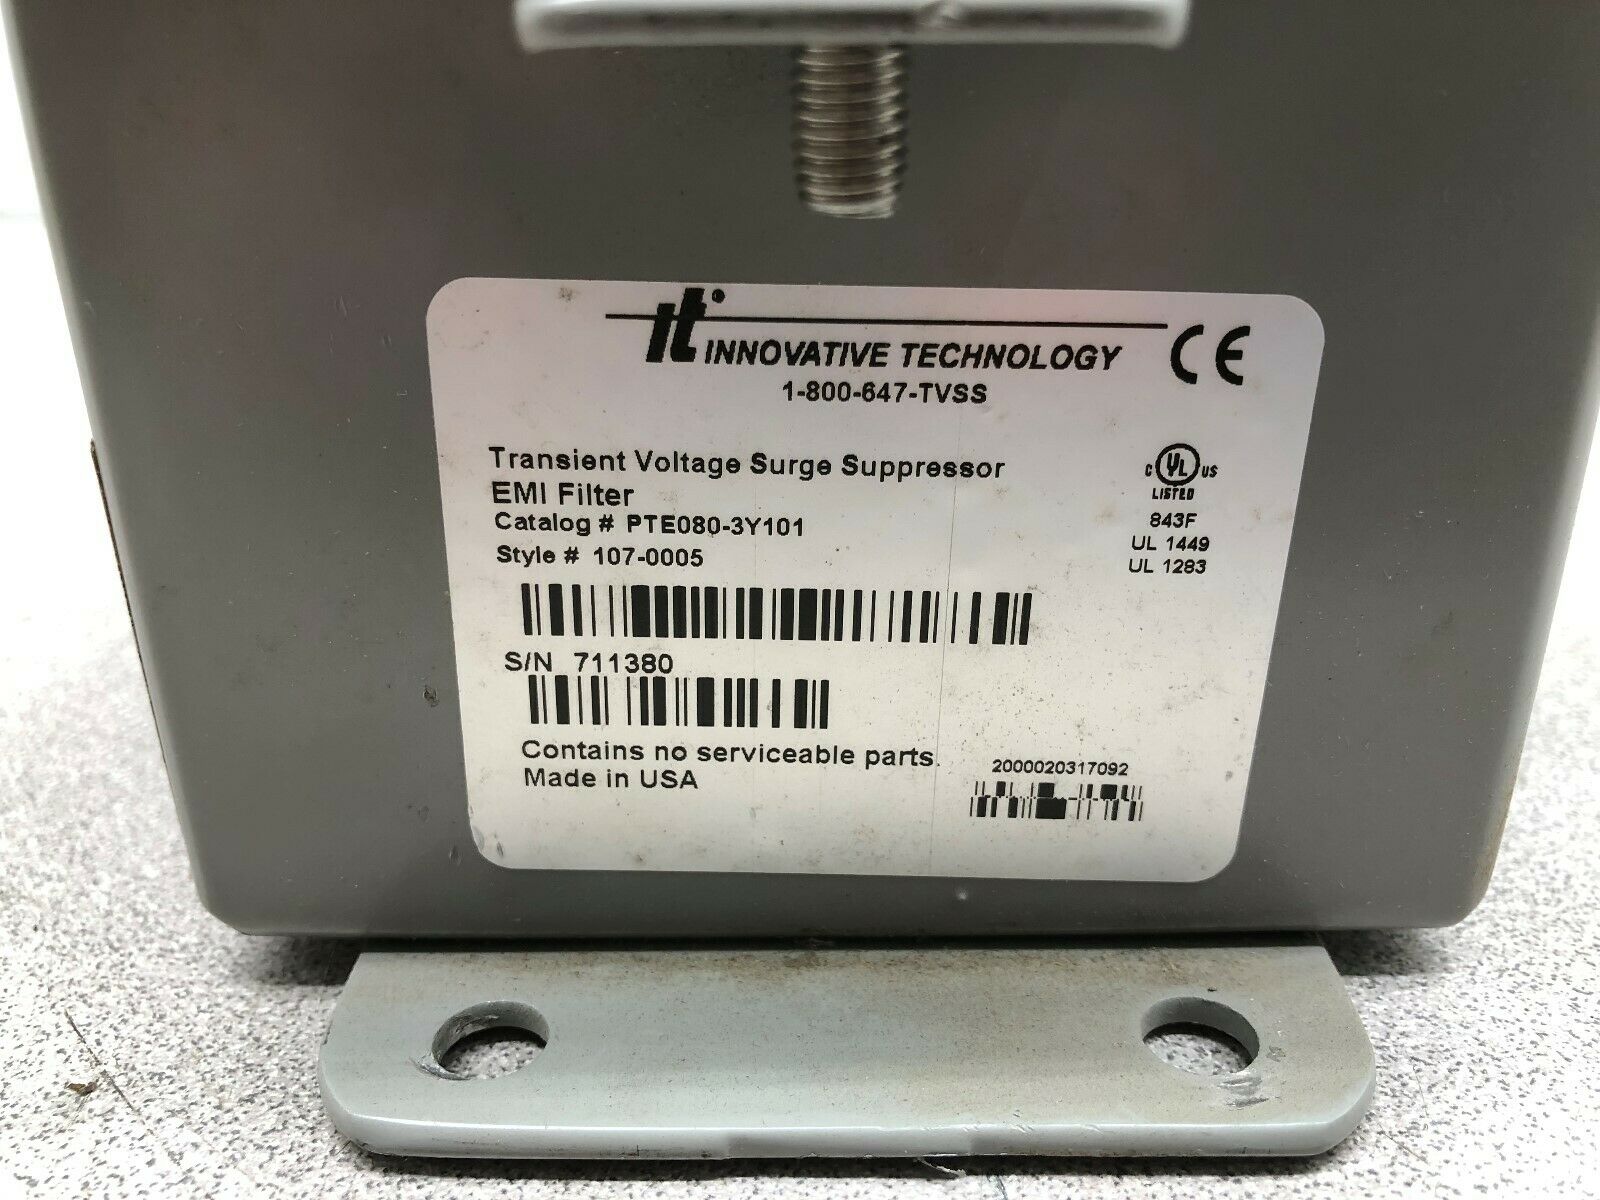 it®
INNOVATIVE TECHNOLOGY
CE
1-800-647-TVSS
Transient Voltage Surge Suppressor
EMI Filter
Catalog # PTE080-3Y101
Style # 107-0005
C UL US
LISTED
843F
UL 1449
UL 1283
S/N 711380
Contains no serviceable parts.
Made in USA
2000020317092